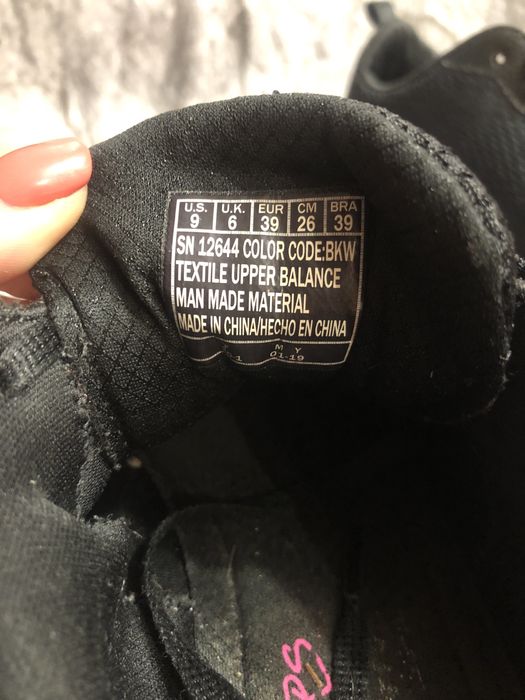 U.S. U.K. EUR CM BRA
9 6 39 26 39
SN 12644 COLOR CODE:BKW
TEXTILE UPPER BALANCE
MAN MADE MATERIAL
MADE IN CHINA/HECHO EN CHINA
M Y
01-19